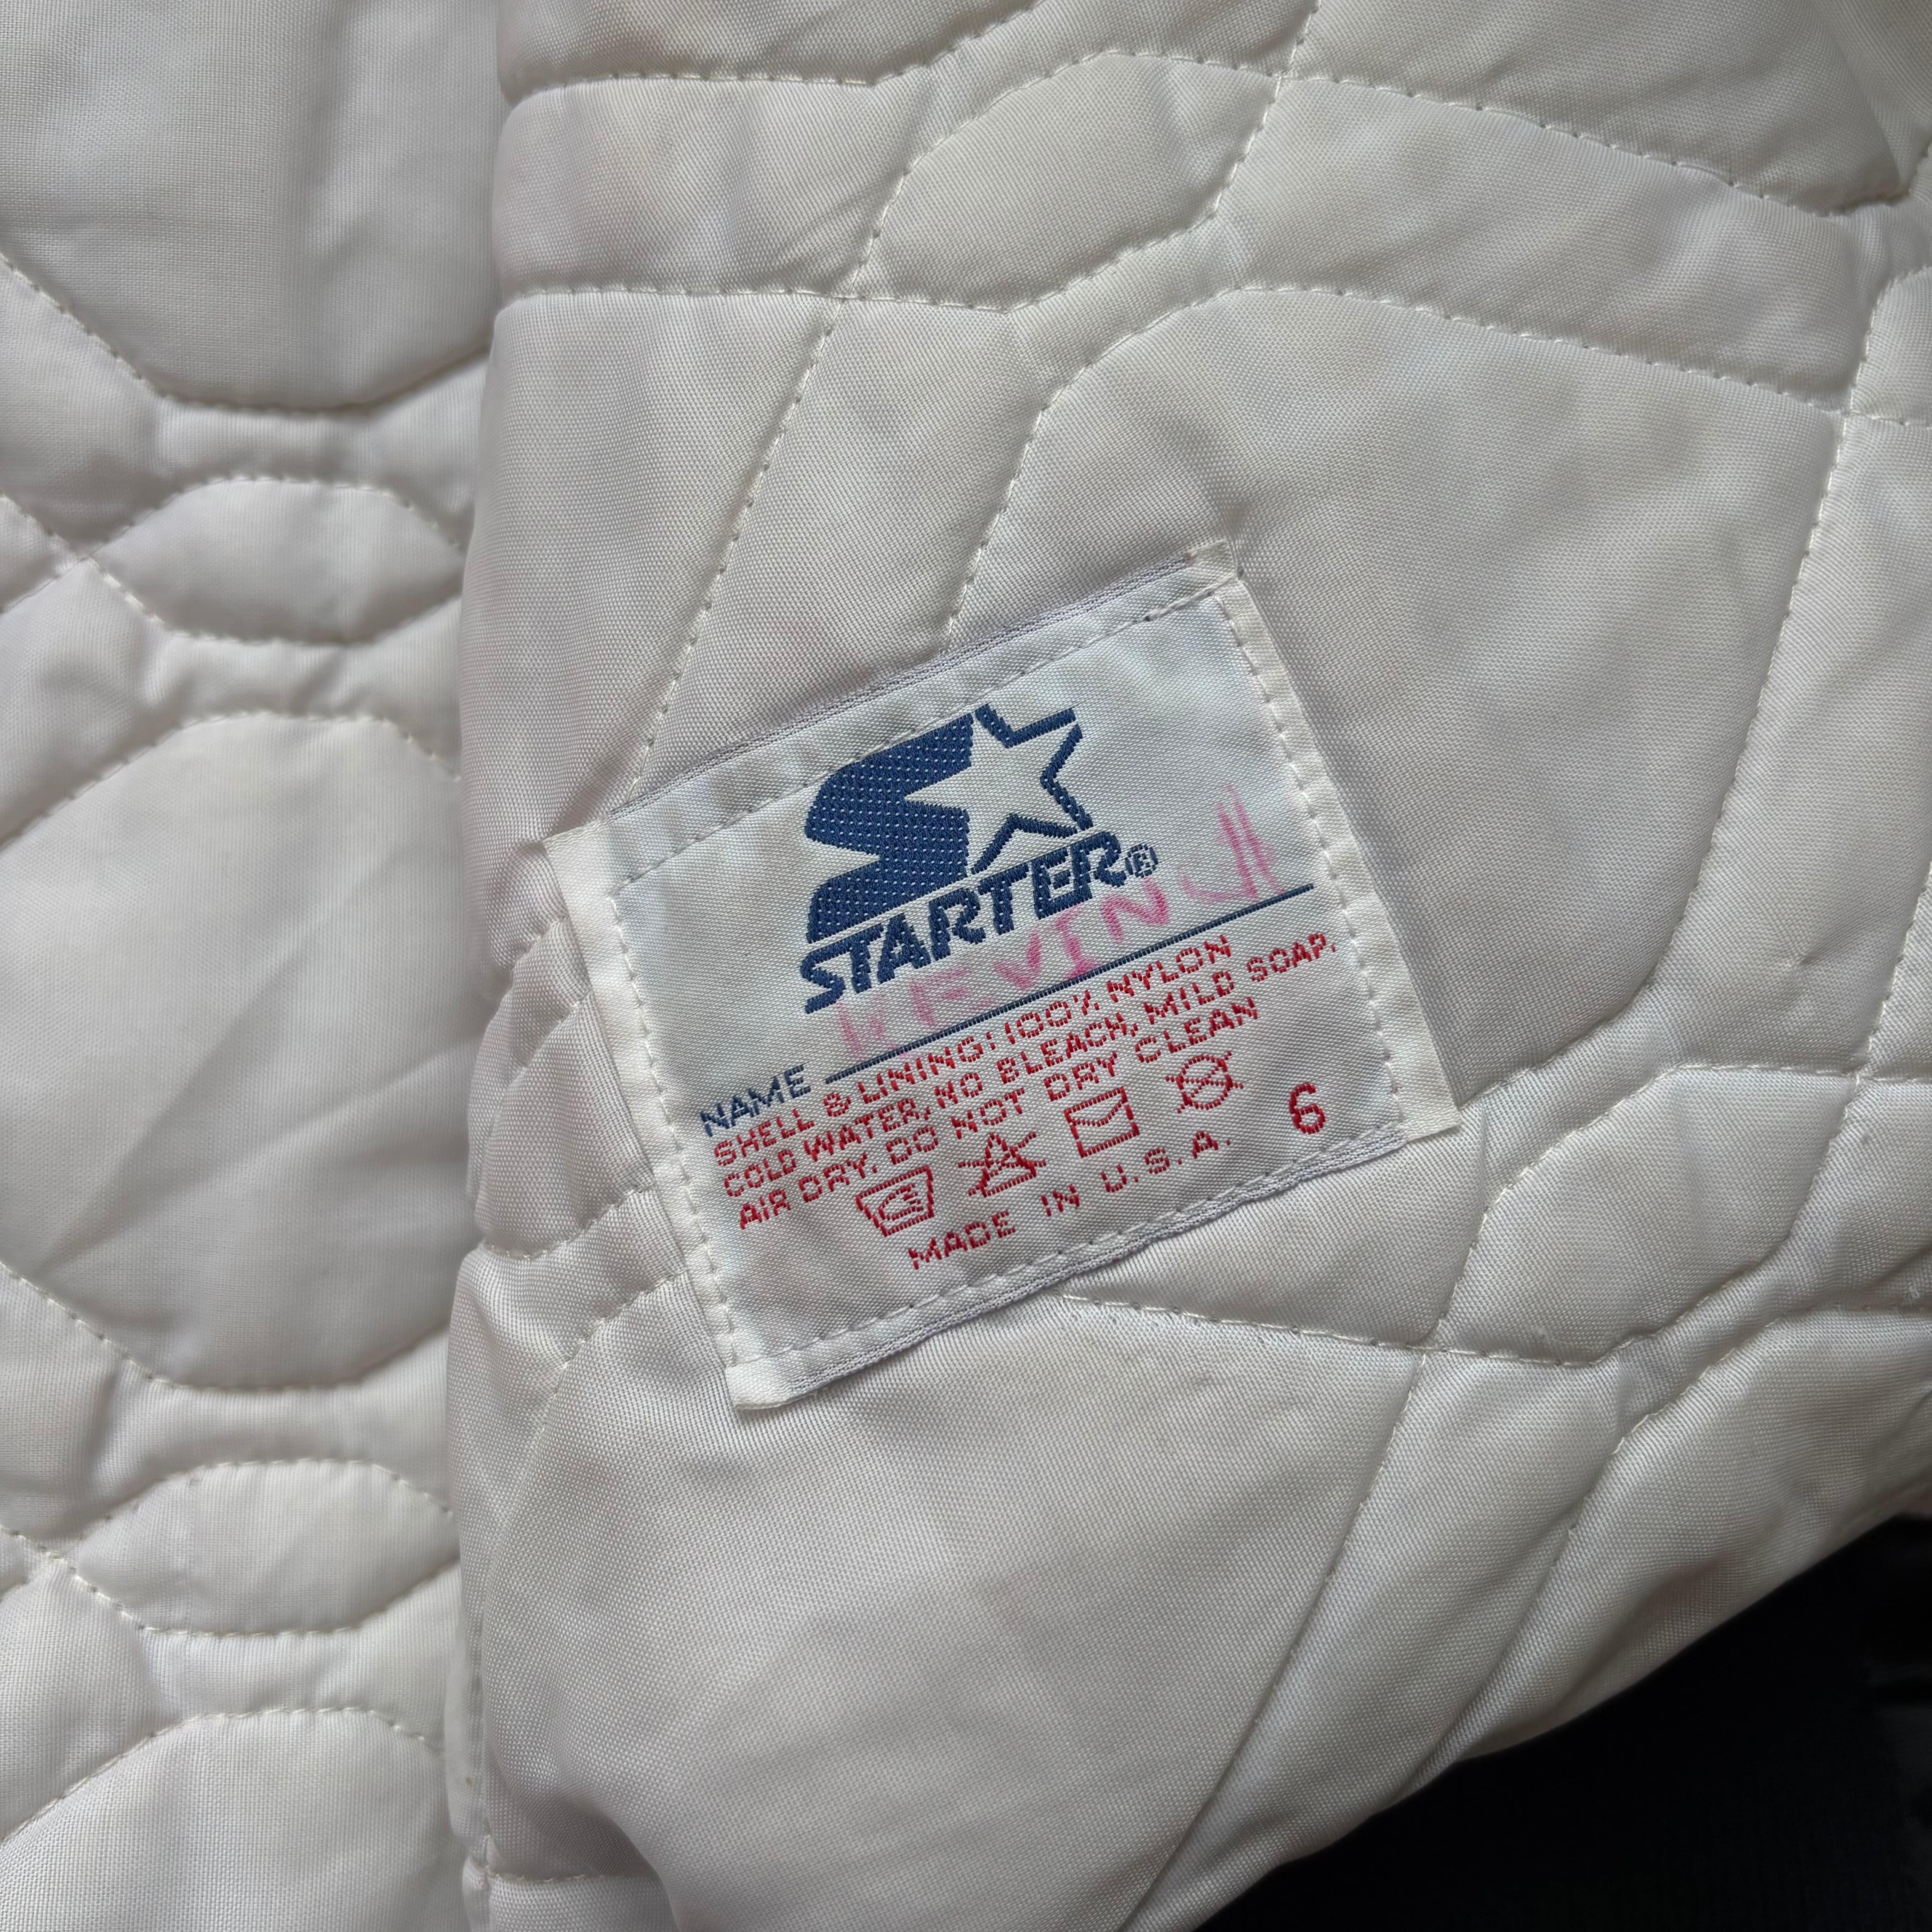 STARTER®
KEVIN
NAME
SHELL & LINING: 100% NYLON
COLD WATER, NO BLEACH, MILD SOAP.
AIR DRY. DO NOT DRY CLEAN
6
MADE IN U.S.A.